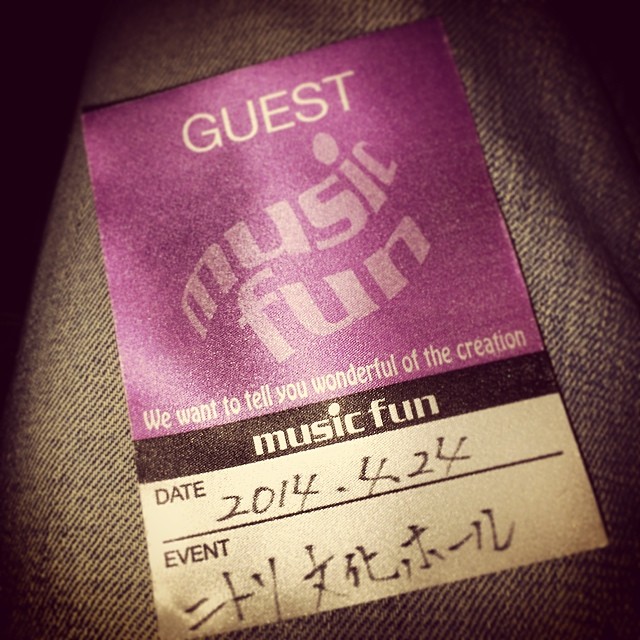 GUEST
music
fun
We want to tell you wonderful of the creation
music fun
DATE 2014.4.24
EVENT
ニトリ文化ホール